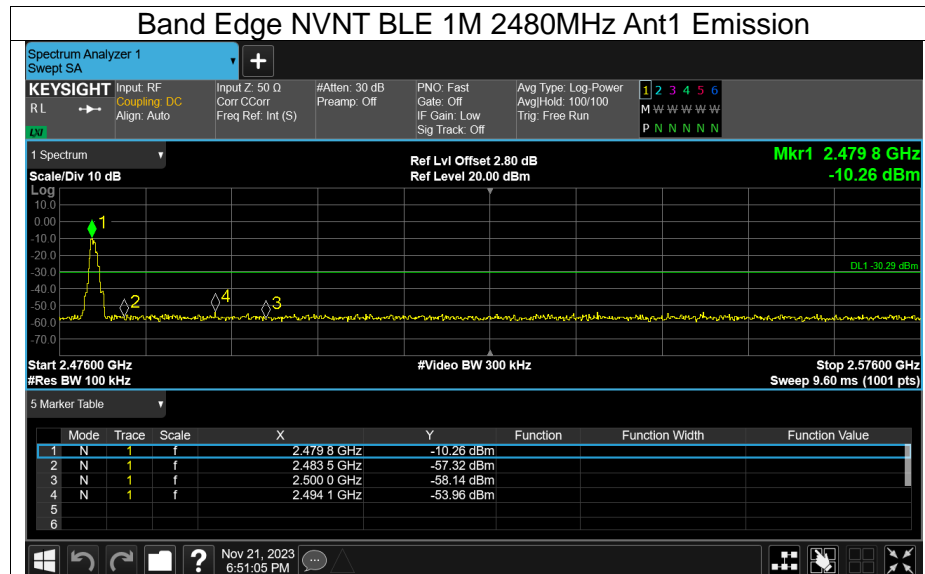 Band Edge NVNT BLE 1M 2480MHz Ant1 Emission
Spectrum Analyzer 1
Swept SA
+
KEYSIGHT
RL
LXI
Input: RF
Coupling: DC
Align: Auto
Input Z: 50 Ω
Corr CCorr
Freq Ref: Int (S)
#Atten: 30 dB
Preamp: Off
PNO: Fast
Gate: Off
IF Gain: Low
Sig Track: Off
Avg Type: Log-Power
Avg|Hold: 100/100
Trig: Free Run
1 2 3 4 5 6
M W W W W W
P N N N N N
1 Spectrum
Scale/Div 10 dB
Ref Lvl Offset 2.80 dB
Ref Level 20.00 dBm
Mkr1 2.479 8 GHz
-10.26 dBm
Log
10.0
0.00
-10.0
-20.0
-30.0
-40.0
-50.0
-60.0
-70.0
1
2
4
3
DL1 -30.29 dBm
Start 2.47600 GHz
#Video BW 300 kHz
Stop 2.57600 GHz
#Res BW 100 kHz
Sweep 9.60 ms (1001 pts)
5 Marker Table
Mode Trace Scale X Y Function Function Width Function Value
1 N 1 f 2.479 8 GHz -10.26 dBm
2 N 1 f 2.483 5 GHz -57.32 dBm
3 N 1 f 2.500 0 GHz -58.14 dBm
4 N 1 f 2.494 1 GHz -53.96 dBm
5
6
?
Nov 21, 2023
6:51:05 PM